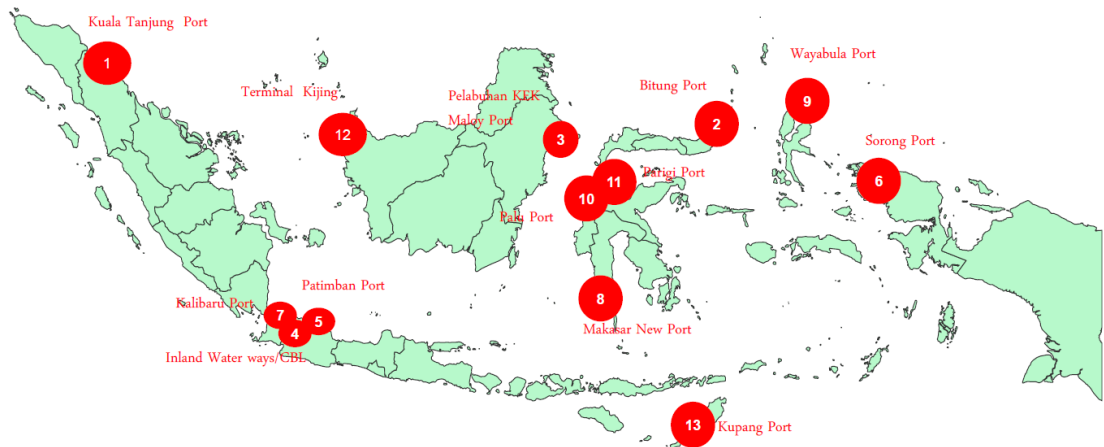 Kuala Tanjung Port
1
Wayabula Port
Terminal Kijing
Pelabuhan KEK
Maloy Port
Bitung Port
9
12
3
2
Sorong Port
11
Parigi Port
6
10
Palu Port
Patimban Port
Kalibaru Port
7
5
4
8
Makasar New Port
Inland Water ways/CBL
13
Kupang Port